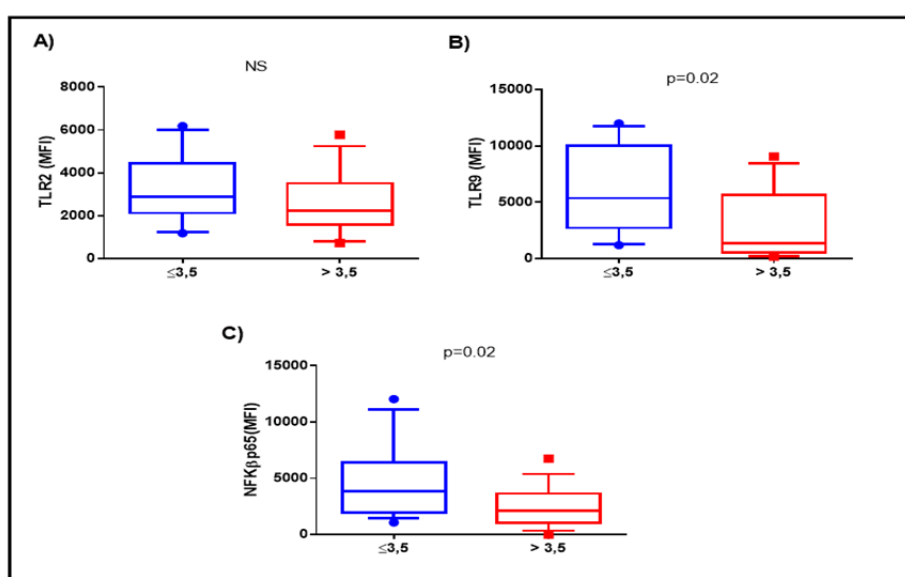 A)
NS
TLR2 (MFI)
8000
6000
4000
2000
0
≤3,5
> 3,5
B)
p=0.02
TLR9 (MFI)
15000
10000
5000
0
≤3,5
> 3,5
C)
p=0.02
NFKβp65(MFI)
15000
10000
5000
0
≤3,5
> 3,5